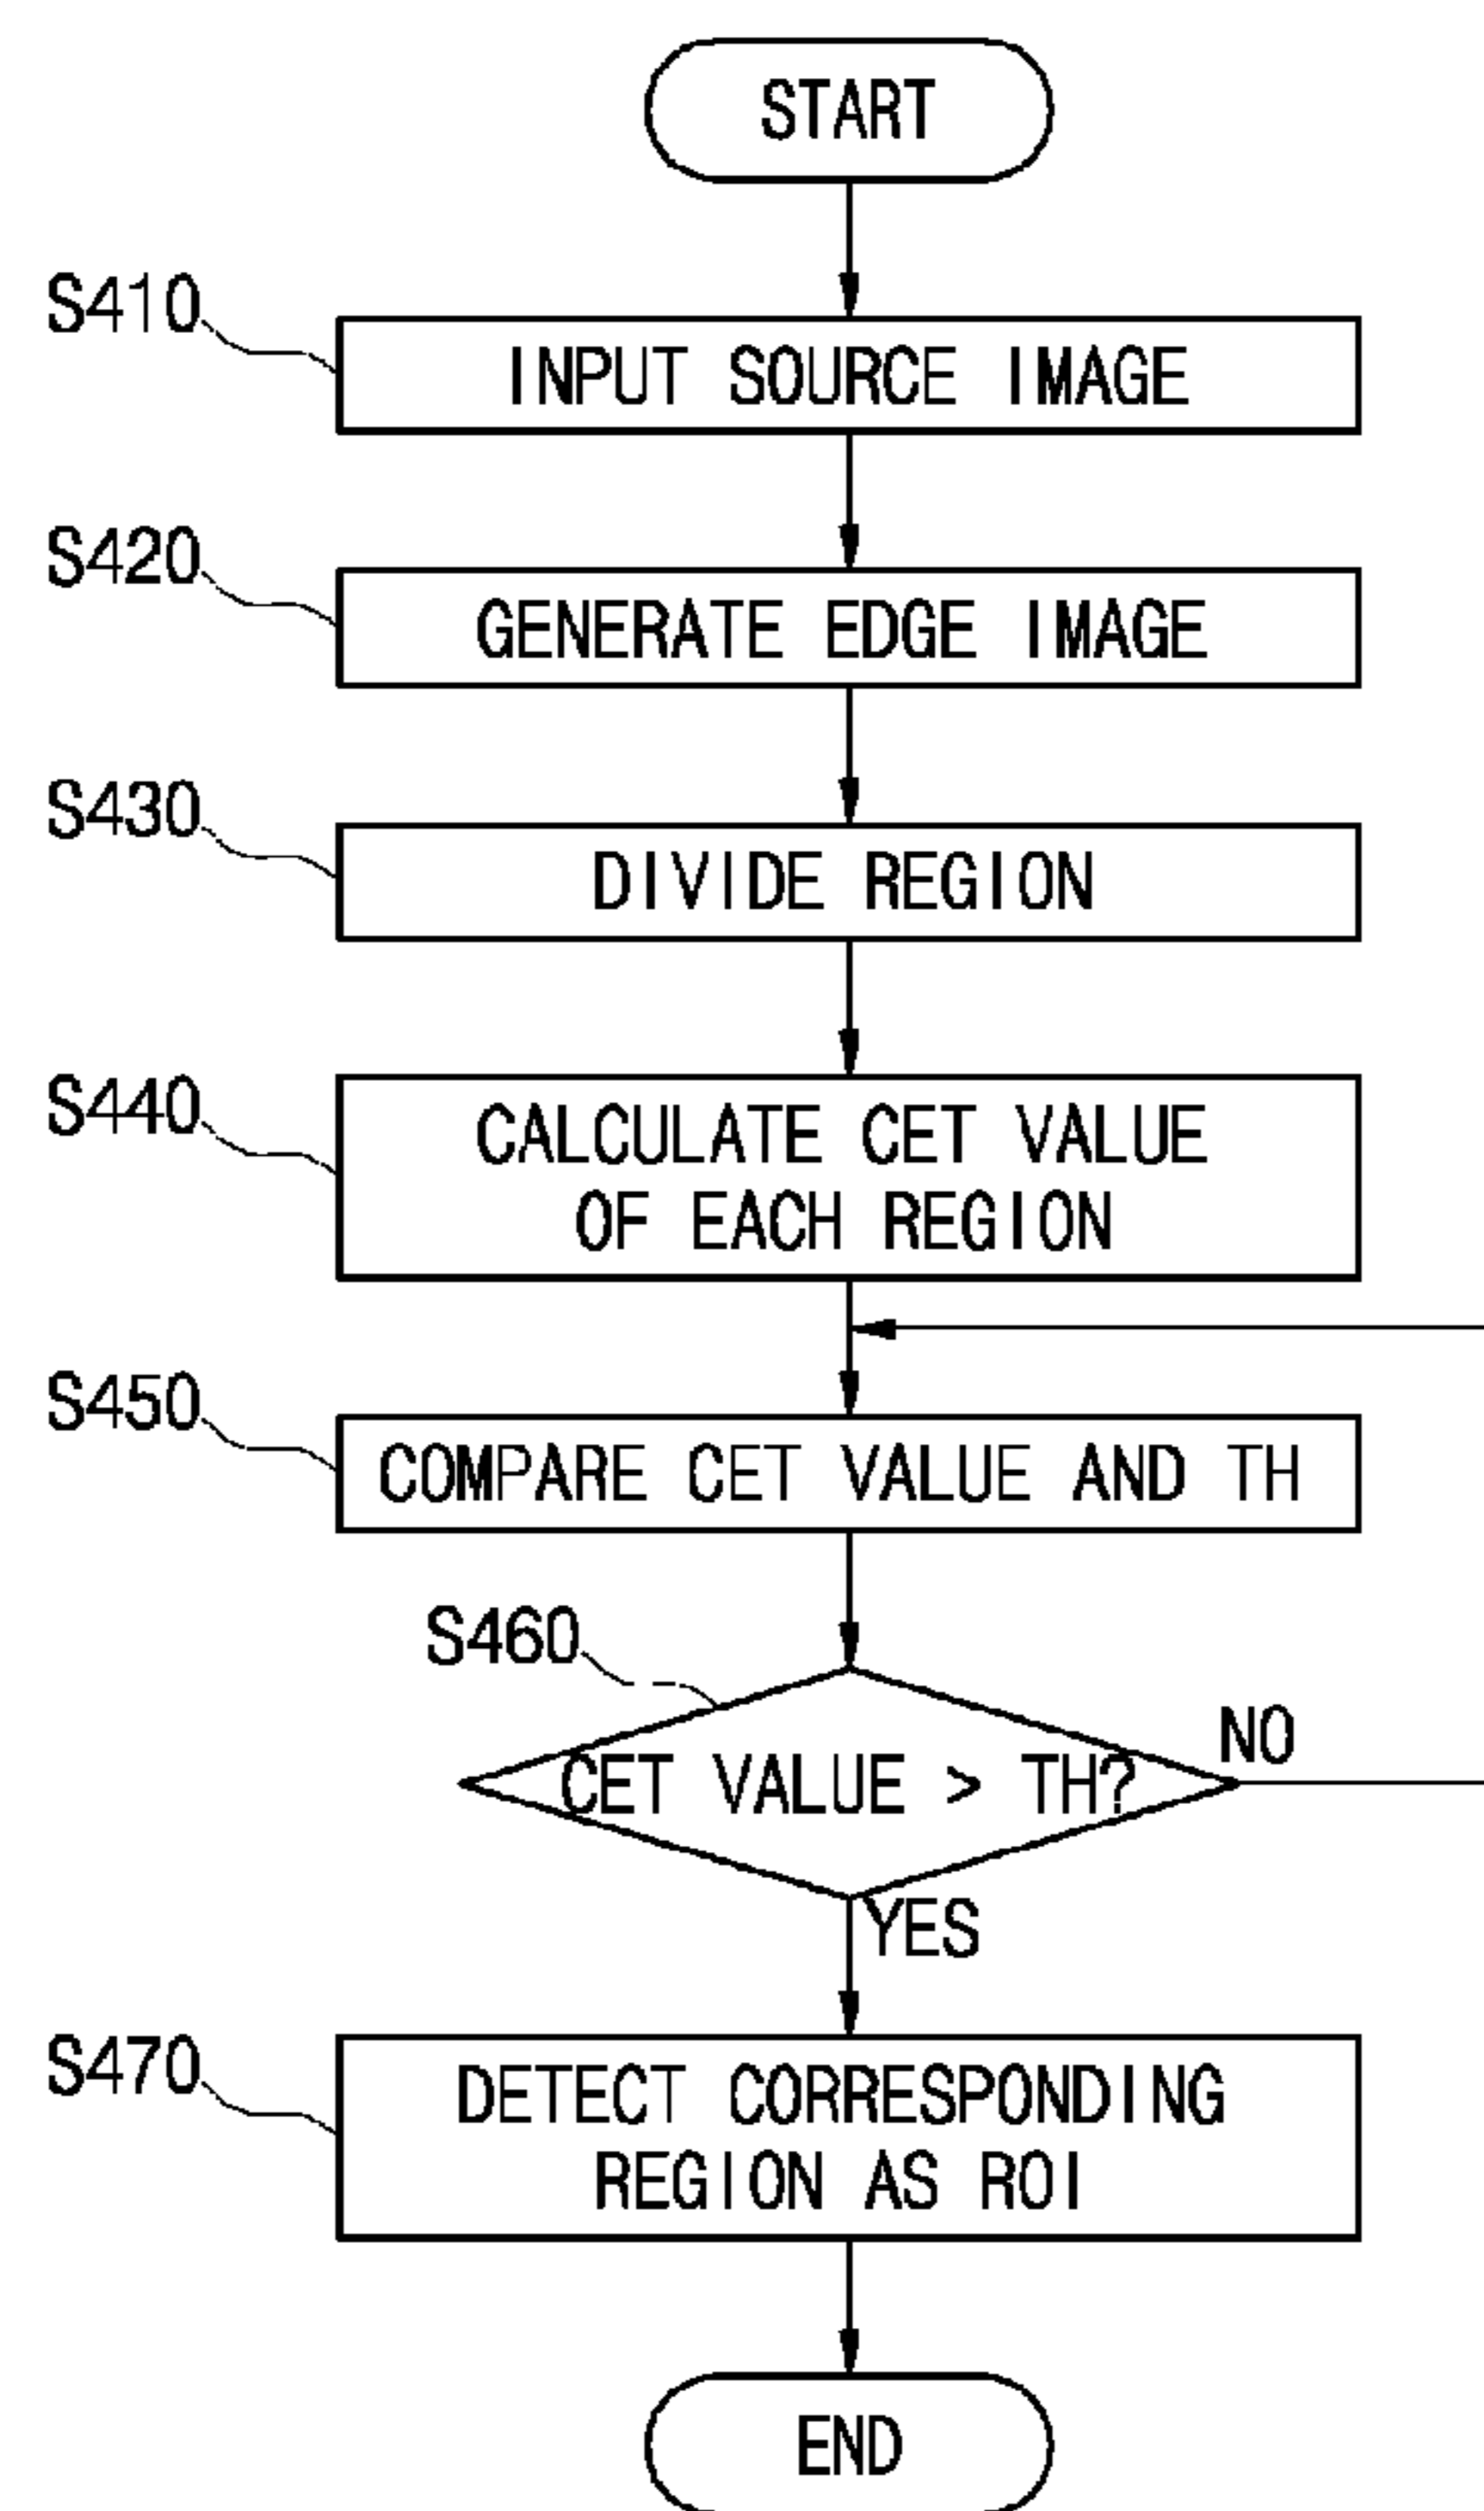 START
S410
INPUT SOURCE IMAGE
S420
GENERATE EDGE IMAGE
S430
DIVIDE REGION
S440
CALCULATE CET VALUE
OF EACH REGION
S450
COMPARE CET VALUE AND TH
S460
CET VALUE > TH?
NO
YES
S470
DETECT CORRESPONDING
REGION AS ROI
END